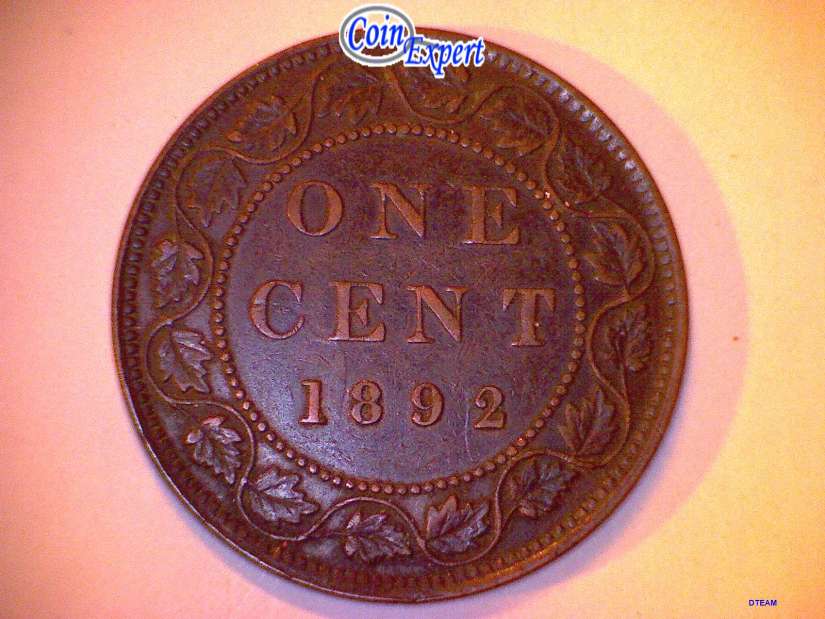 Coin
Expert
ONE
CENT
1892
DTEAM